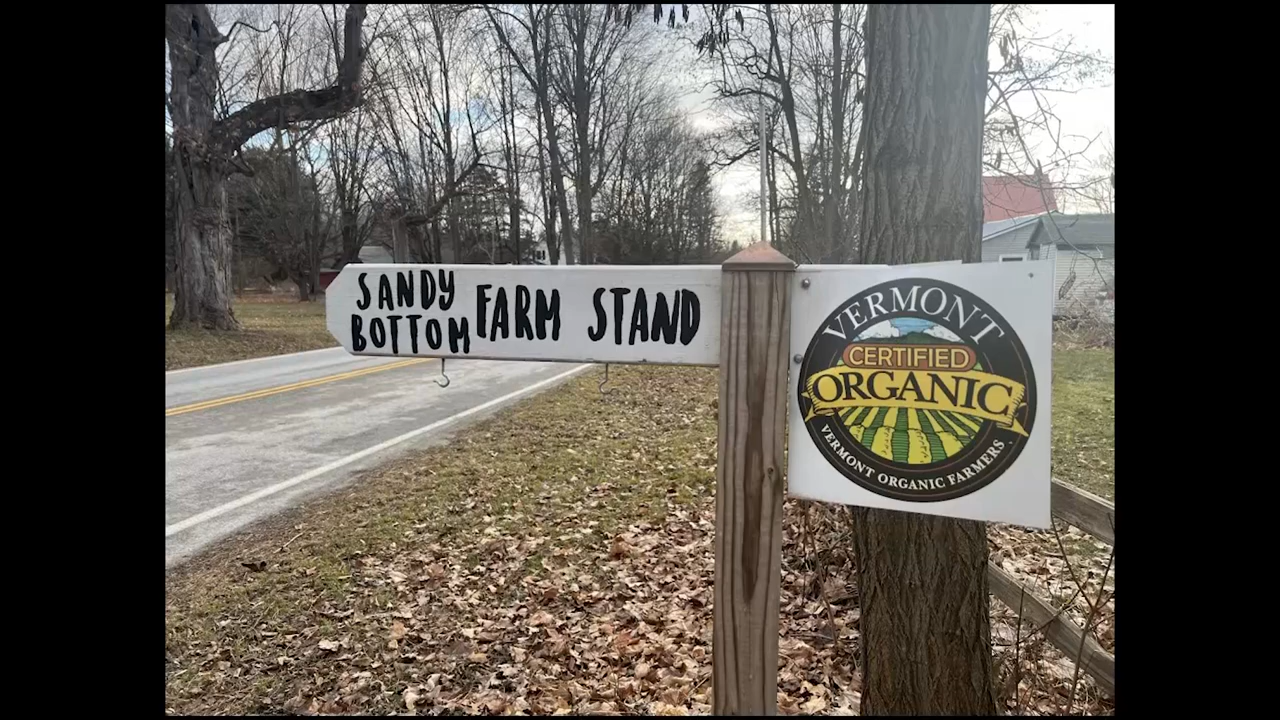 SANDY
BOTTOM
FARM STAND
VERMONT
CERTIFIED
ORGANIC
VERMONT ORGANIC FARMERS